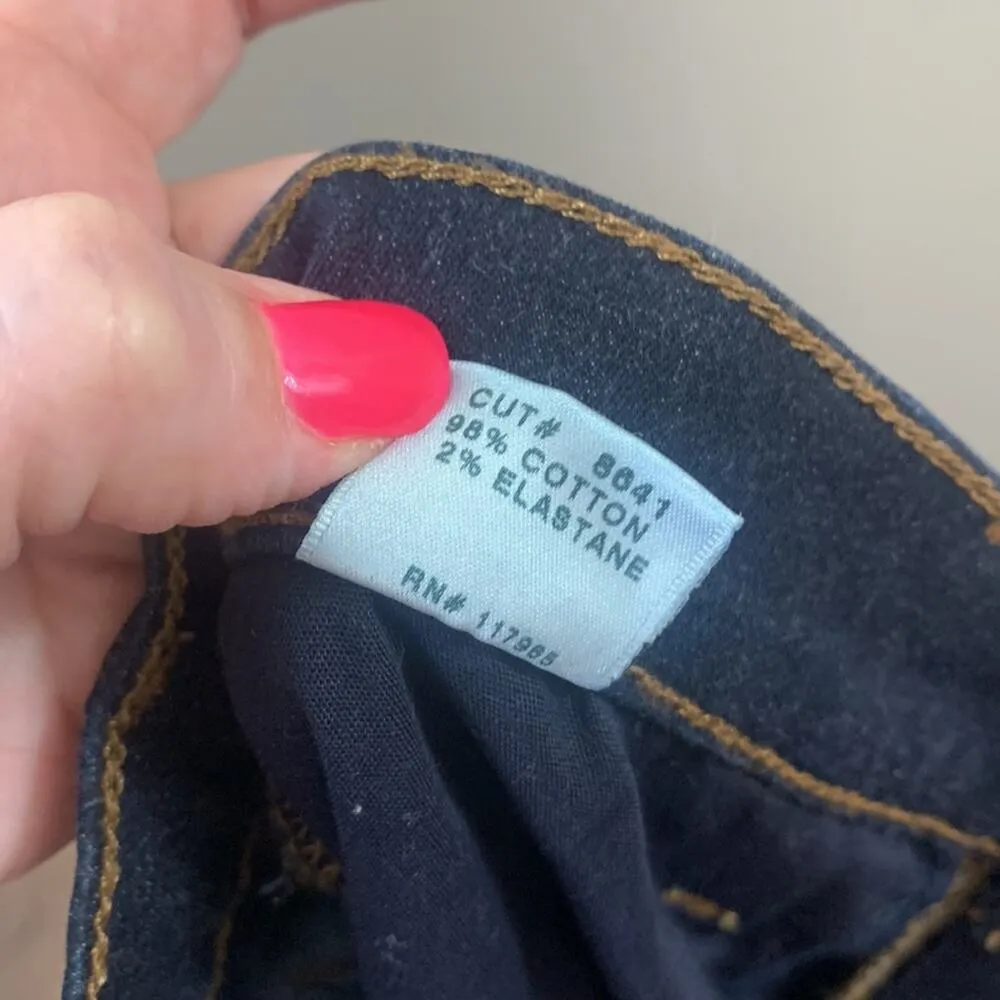 CUT# 8641
98% COTTON
2% ELASTANE
RN# 117965